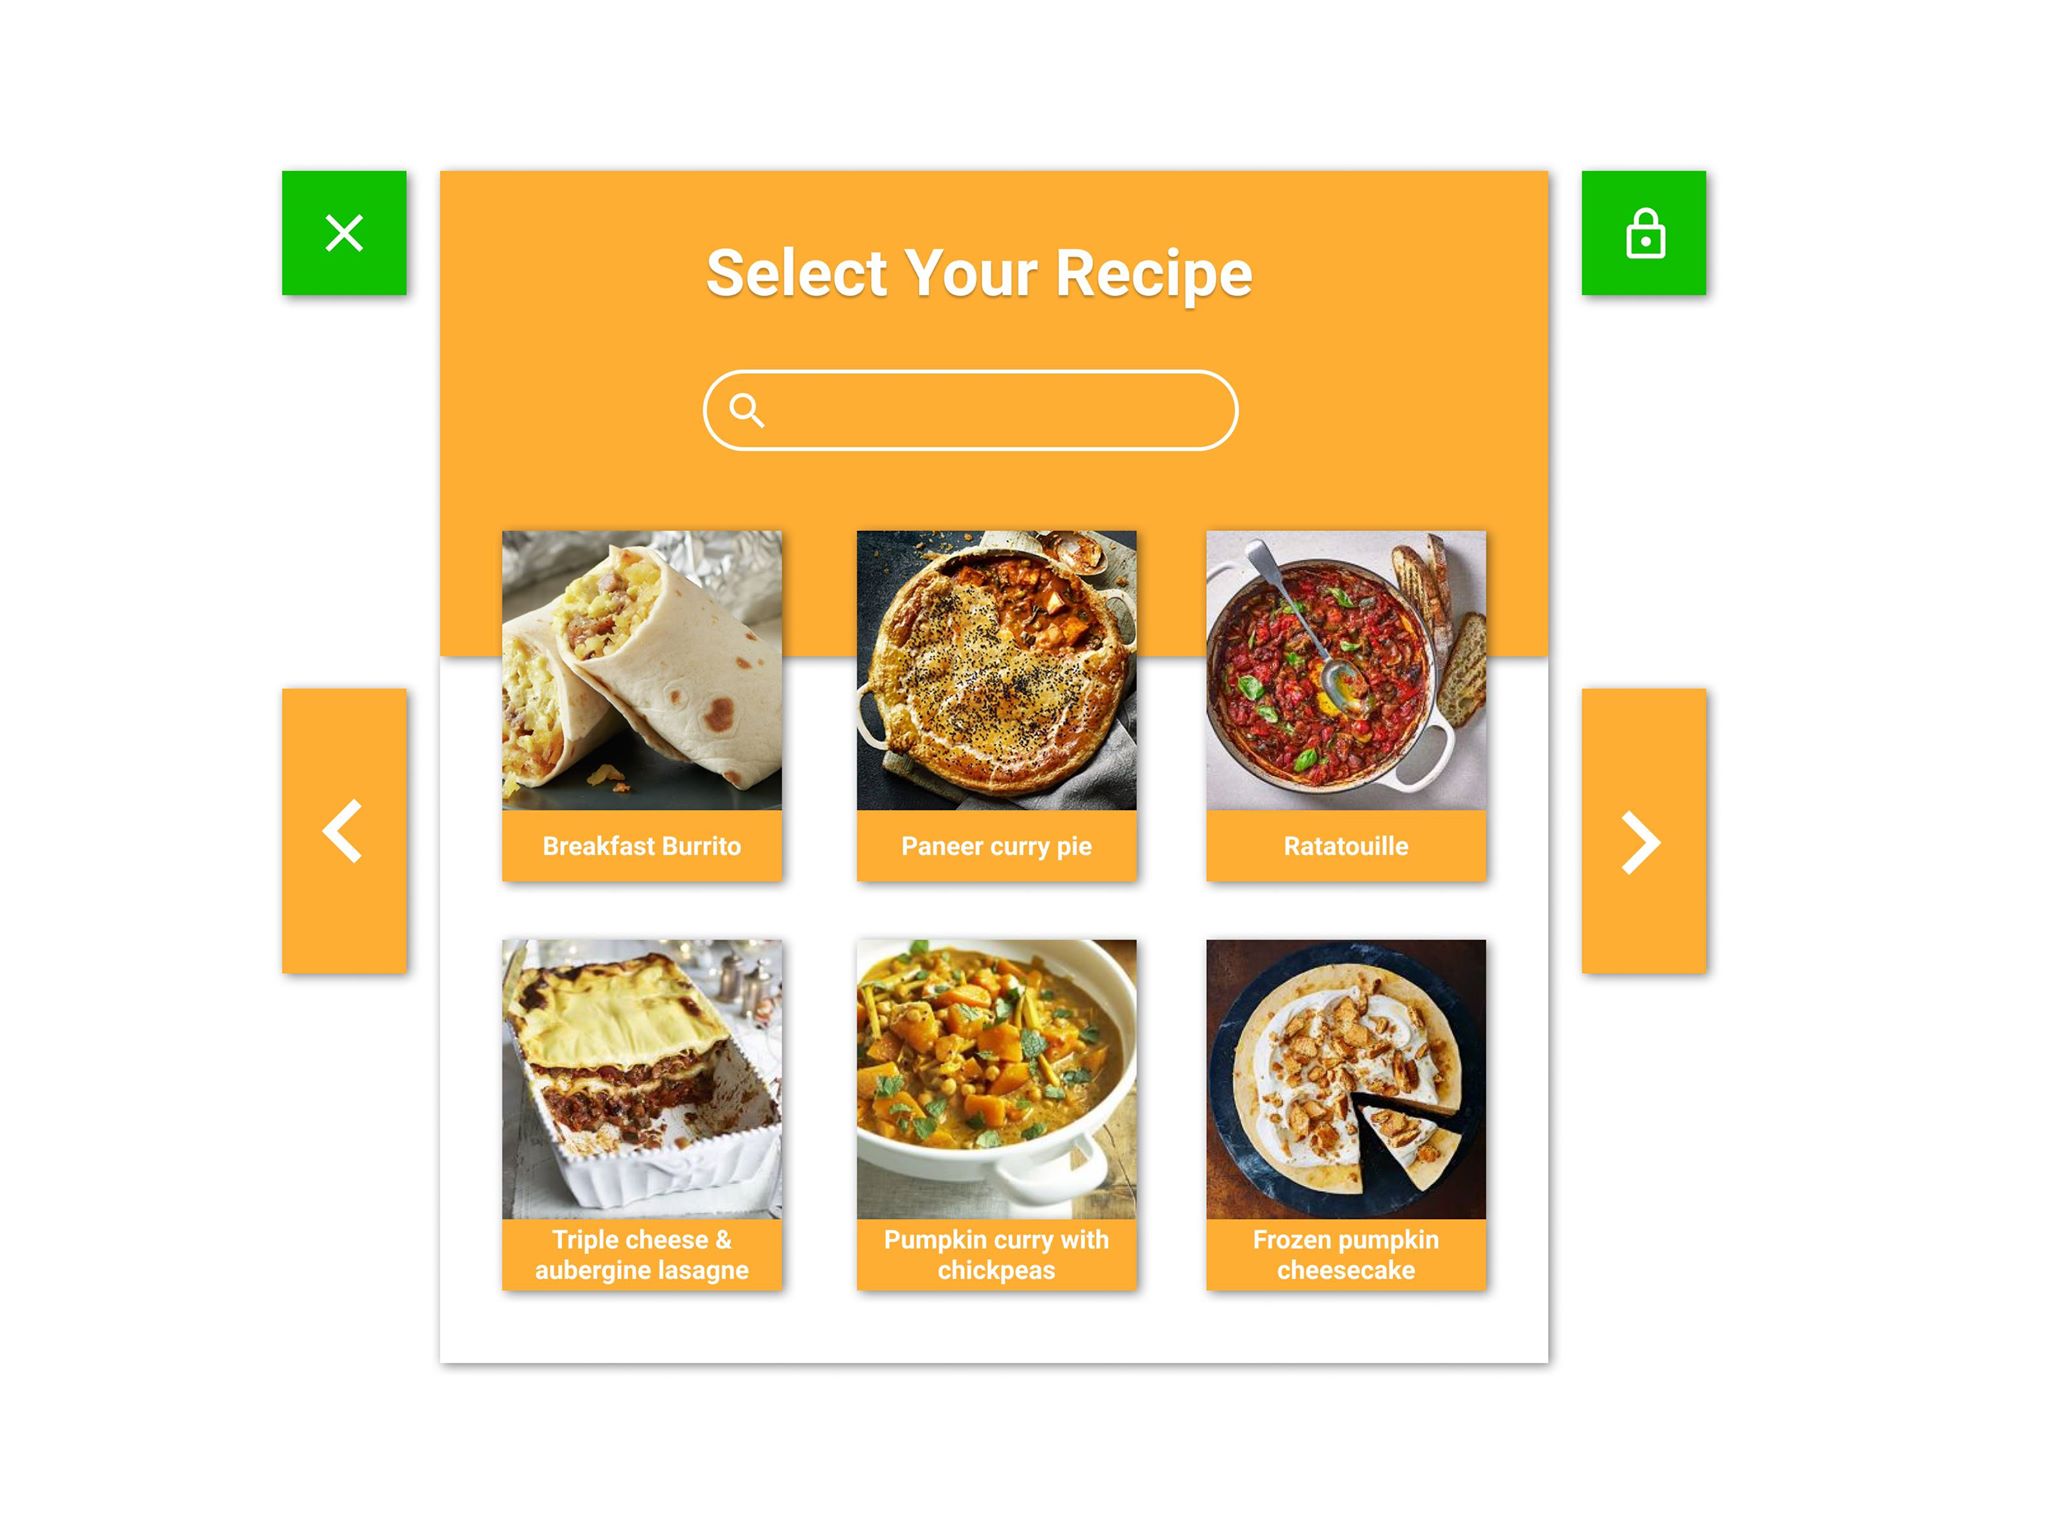 Select Your Recipe
Breakfast Burrito
Paneer curry pie
Ratatouille
Triple cheese &
aubergine lasagne
Pumpkin curry with
chickpeas
Frozen pumpkin
cheesecake